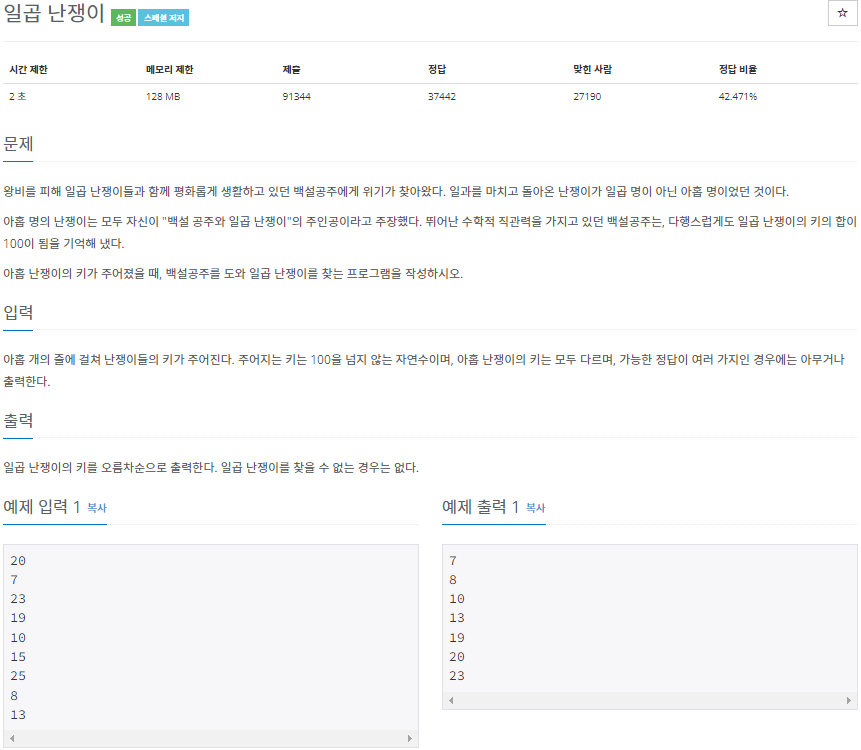 일곱 난쟁이 성공 스페셜 저지
☆
시간 제한 메모리 제한 제출 정답 맞힌 사람 정답 비율
2 초 128 MB 91344 37442 27190 42.471%
문제
왕비를 피해 일곱 난쟁이들과 함께 평화롭게 생활하고 있던 백설공주에게 위기가 찾아왔다. 일과를 마치고 돌아온 난쟁이가 일곱 명이 아닌 아홉 명이었던 것이다.
아홉 명의 난쟁이는 모두 자신이 "백설 공주와 일곱 난쟁이"의 주인공이라고 주장했다. 뛰어난 수학적 직관력을 가지고 있던 백설공주는, 다행스럽게도 일곱 난쟁이의 키의 합이
100이 됨을 기억해 냈다.
아홉 난쟁이의 키가 주어졌을 때, 백설공주를 도와 일곱 난쟁이를 찾는 프로그램을 작성하시오.
입력
아홉 개의 줄에 걸쳐 난쟁이들의 키가 주어진다. 주어지는 키는 100을 넘지 않는 자연수이며, 아홉 난쟁이의 키는 모두 다르며, 가능한 정답이 여러 가지인 경우에는 아무거나
출력한다.
출력
일곱 난쟁이의 키를 오름차순으로 출력한다. 일곱 난쟁이를 찾을 수 없는 경우는 없다.
예제 입력 1 복사
20
7
23
19
10
15
25
8
13
예제 출력 1 복사
7
8
10
13
19
20
23